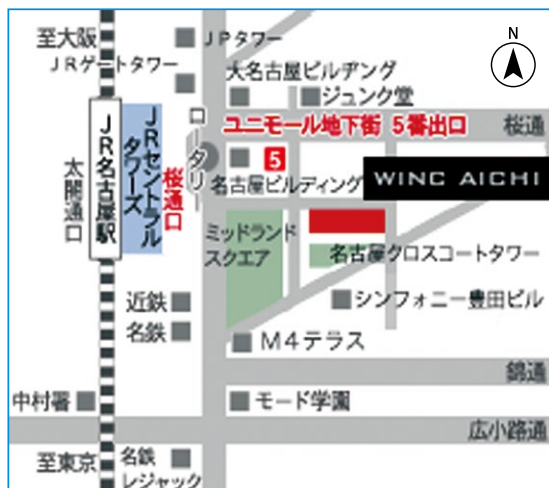 至大阪
JPタワー
N
JRゲートタワー
大名古屋ビルヂング
ジュンク堂
ロータリー
ユニモール地下街 5番出口
桜通
JR名古屋駅
JRセントラル
タワーズ
桜通口
太閤通口
5
名古屋ビルディング
WINC AICHI
ミッドランド
スクエア
名古屋クロスコートタワー
近鉄
シンフォニー豊田ビル
名鉄
M4テラス
錦通
中村署
モード学園
広小路通
至東京
名鉄
レジャック